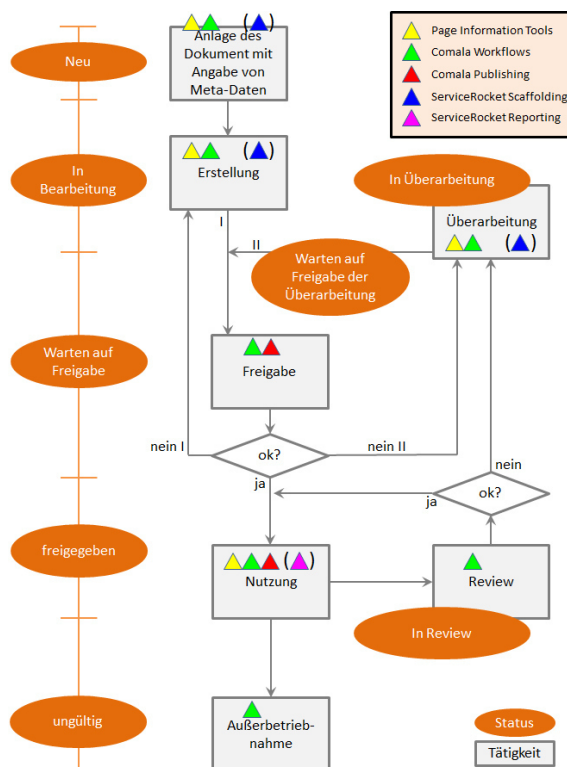 Anlage des
Dokument mit
Angabe von
Meta-Daten
Page Information Tools
Comala Workflows
Comala Publishing
ServiceRocket Scaffolding
ServiceRocket Reporting
Neu
( )
Erstellung
In
Bearbeitung
In Überarbeitung
Überarbeitung
( )
I
II
Warten auf
Freigabe der
Überarbeitung
Warten auf
Freigabe
Freigabe
nein I
ok?
nein II
ja
nein
ok?
ja
freigegeben
( )
Nutzung
Review
In Review
ungültig
Außerbetrieb-
nahme
Status
Tätigkeit